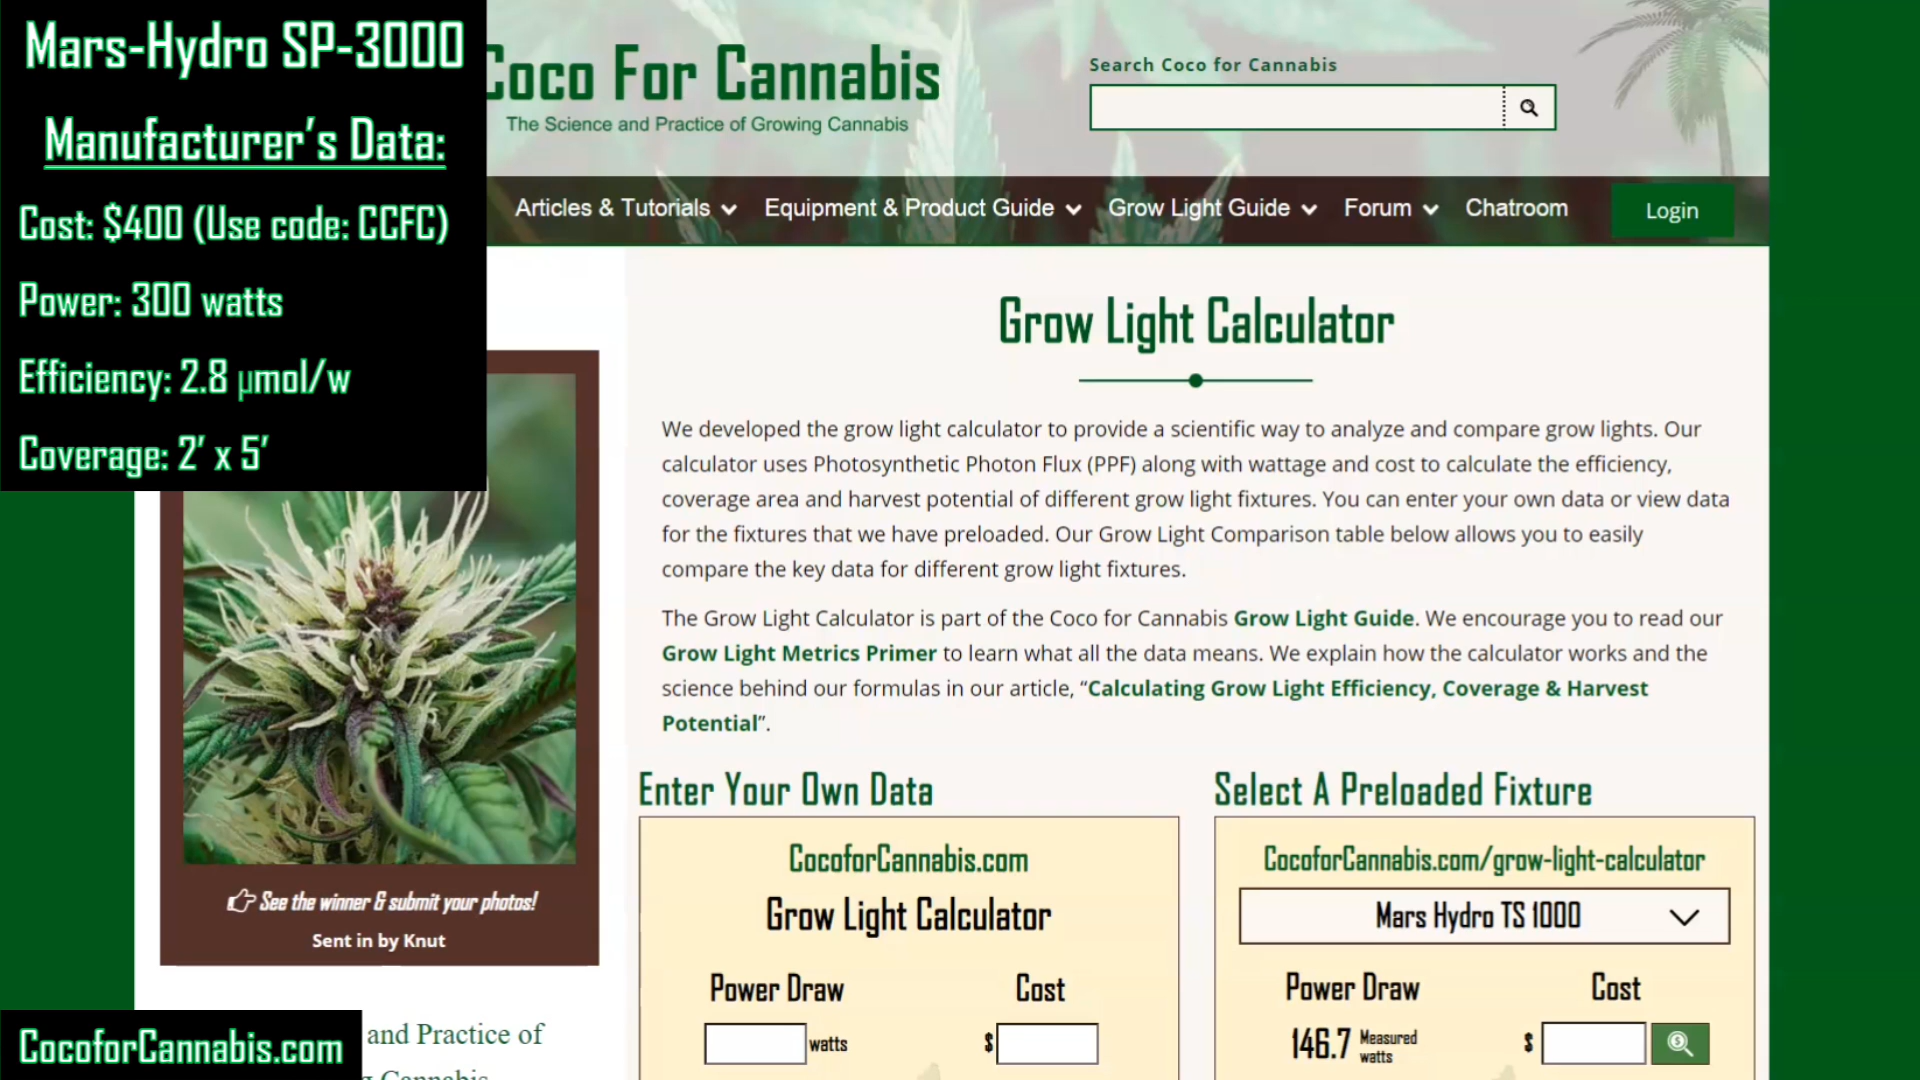 Mars-Hydro SP-3000
Manufacturer's Data:
Cost: $400 (Use code: CCFC)
Power: 300 watts
Efficiency: 2.8 μmol/w
Coverage: 2' x 5'
Coco For Cannabis
The Science and Practice of Growing Cannabis
Search Coco for Cannabis
Articles & Tutorials
Equipment & Product Guide
Grow Light Guide
Forum
Chatroom
Login
Grow Light Calculator
We developed the grow light calculator to provide a scientific way to analyze and compare grow lights. Our
calculator uses Photosynthetic Photon Flux (PPF) along with wattage and cost to calculate the efficiency,
coverage area and harvest potential of different grow light fixtures. You can enter your own data or view data
for the fixtures that we have preloaded. Our Grow Light Comparison table below allows you to easily
compare the key data for different grow light fixtures.
The Grow Light Calculator is part of the Coco for Cannabis Grow Light Guide. We encourage you to read our
Grow Light Metrics Primer to learn what all the data means. We explain how the calculator works and the
science behind our formulas in our article, “Calculating Grow Light Efficiency, Coverage & Harvest
Potential”.
See the winner & submit your photos!
Sent in by Knut
and Practice of
CocoforCannabis.com
Enter Your Own Data
CocoforCannabis.com
Grow Light Calculator
Power Draw
Cost
watts
$
Select A Preloaded Fixture
CocoforCannabis.com/grow-light-calculator
Mars Hydro TS 1000
Power Draw
Cost
146.7 Measured
watts
$